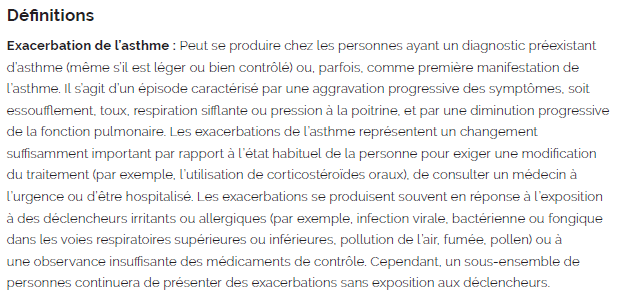 Définitions
Exacerbation de l’asthme : Peut se produire chez les personnes ayant un diagnostic préexistant
d’asthme (même s’il est léger ou bien contrôlé) ou, parfois, comme première manifestation de
l’asthme. Il s’agit d’un épisode caractérisé par une aggravation progressive des symptômes, soit
essoufflement, toux, respiration sifflante ou pression à la poitrine, et par une diminution progressive
de la fonction pulmonaire. Les exacerbations de l’asthme représentent un changement
suffisamment important par rapport à l’état habituel de la personne pour exiger une modification
du traitement (par exemple, l’utilisation de corticostéroïdes oraux), de consulter un médecin à
l’urgence ou d’être hospitalisé. Les exacerbations se produisent souvent en réponse à l’exposition
à des déclencheurs irritants ou allergiques (par exemple, infection virale, bactérienne ou fongique
dans les voies respiratoires supérieures ou inférieures, pollution de l’air, fumée, pollen) ou à
une observance insuffisante des médicaments de contrôle. Cependant, un sous-ensemble de
personnes continuera de présenter des exacerbations sans exposition aux déclencheurs.